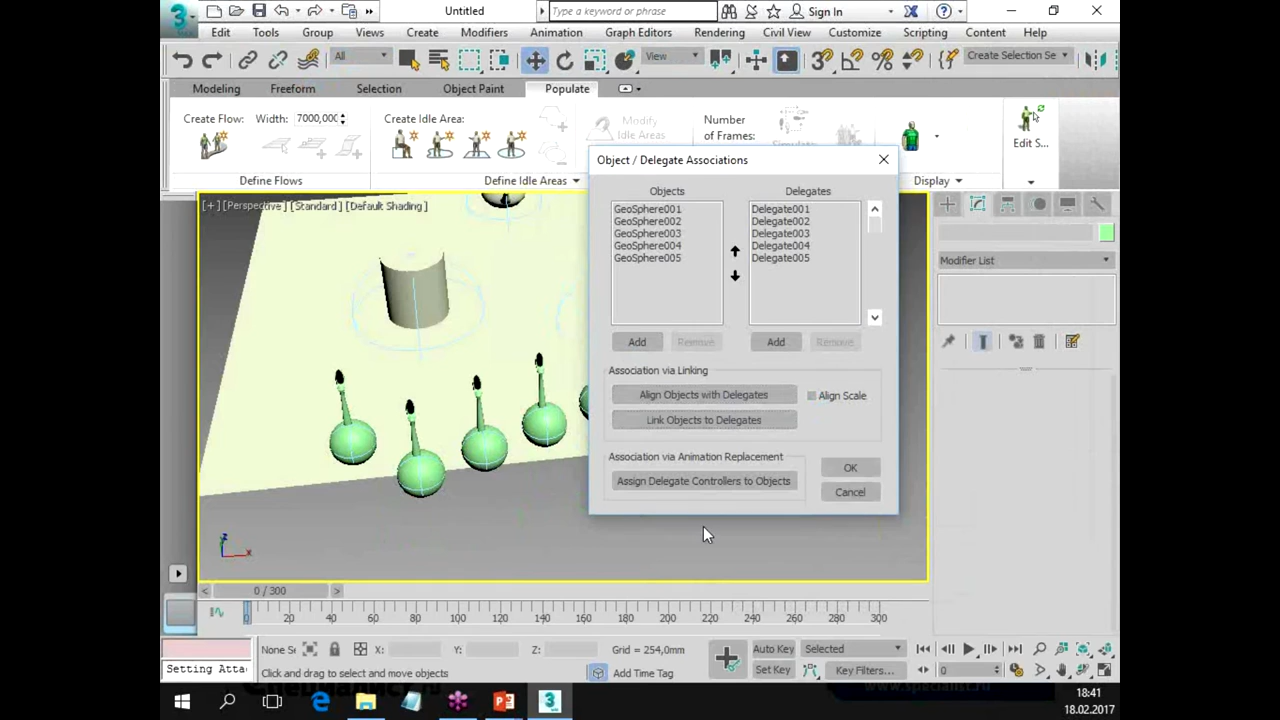 Untitled
Type a keyword or phrase
Sign In
Edit Tools Group Views Create Modifiers Animation Graph Editors Rendering Civil View Customize Scripting Content Help
All
View
Create Selection Se
Modeling Freeform Selection Object Paint Populate
Create Flow: Width: 7000,000
Create Idle Area:
Modify
Idle Areas
Number
of Frames:
Simulate
Edit S...
Define Flows
Define Idle Areas
Display
[+] [Perspective] [Standard] [Default Shading]
Object / Delegate Associations
Objects Delegates
GeoSphere001 Delegate001
GeoSphere002 Delegate002
GeoSphere003 Delegate003
GeoSphere004 Delegate004
GeoSphere005 Delegate005
Add Remove Add Remove
Association via Linking
Align Objects with Delegates Align Scale
Link Objects to Delegates
Association via Animation Replacement
Assign Delegate Controllers to Objects
OK
Cancel
Modifier List
z
x
0 / 300
0 20 40 60 80 100 120 140 160 180 200 220 240 260 280 300
None Se X: Y: Z: Grid = 254,0mm
Auto Key Selected
Setting Atta
Click and drag to select and move objects
Add Time Tag
Set Key Key Filters...
0
www.specialist.ru
18:41
18.02.2017